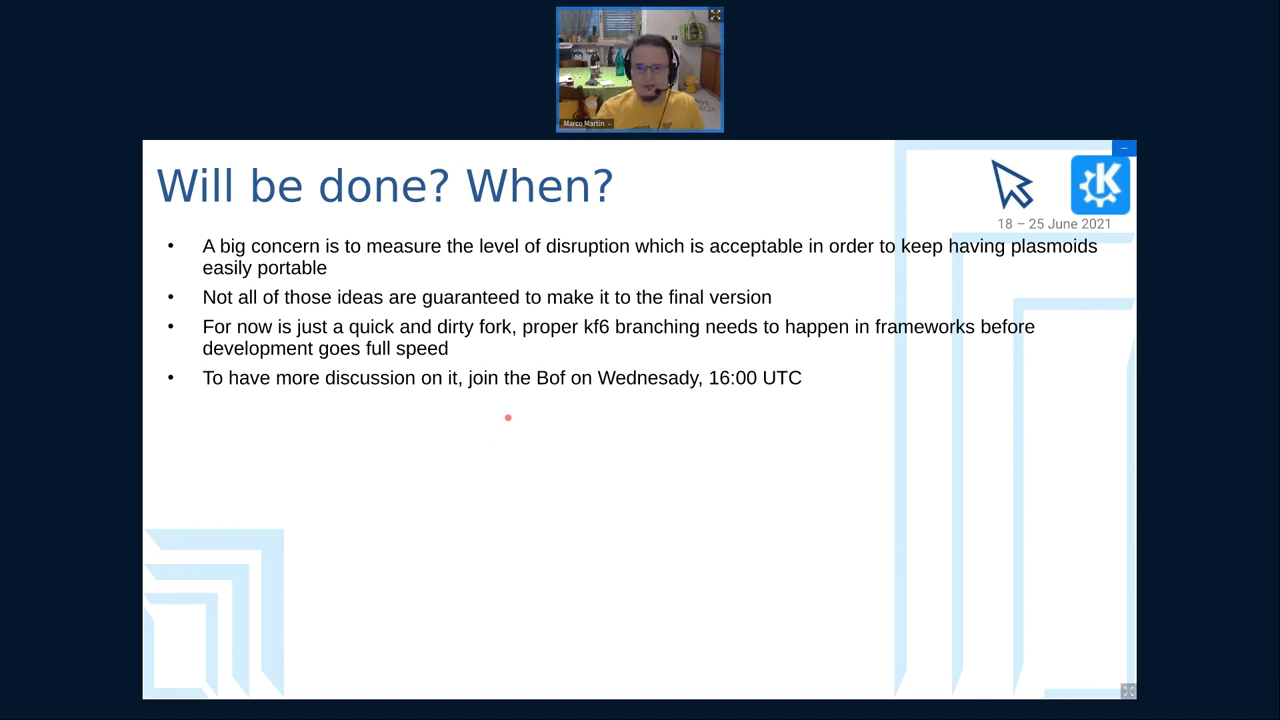 Marco Martin
Will be done? When?
18 – 25 June 2021
• A big concern is to measure the level of disruption which is acceptable in order to keep having plasmoids
easily portable
• Not all of those ideas are guaranteed to make it to the final version
• For now is just a quick and dirty fork, proper kf6 branching needs to happen in frameworks before
development goes full speed
• To have more discussion on it, join the Bof on Wednesady, 16:00 UTC